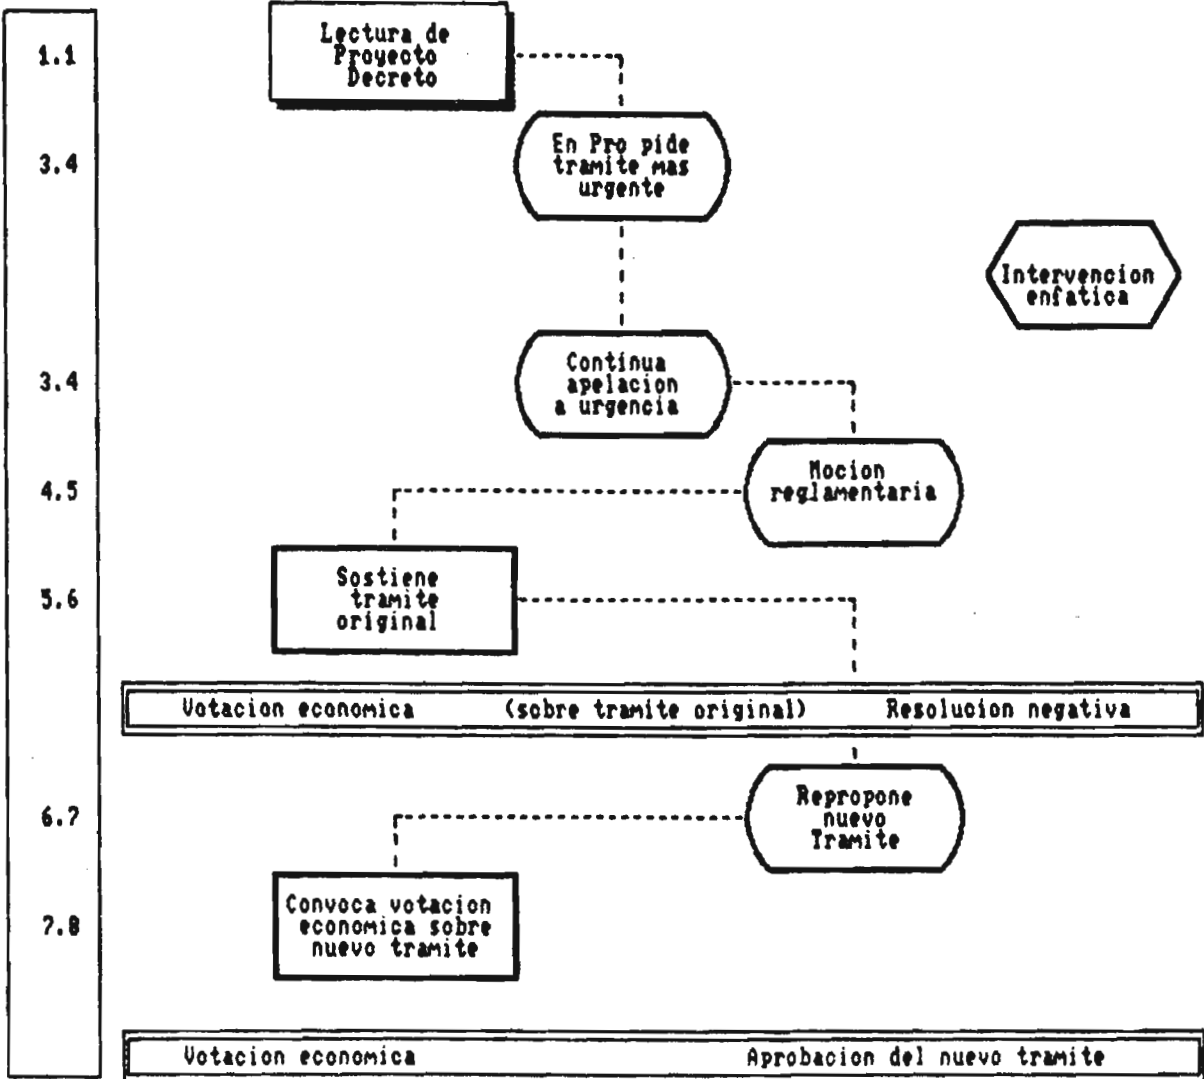 1.1
Lectura de
Proyecto
Decreto
3.4
En Pro pide
tramite mas
urgente
Intervencion
enfatica
3.4
Continua
apelacion
a urgencia
4.5
Mocion
reglamentaria
5.6
Sostiene
tramite
original
Votacion economica (sobre tramite original) Resolucion negativa
6.7
Repropone
nuevo
Tramite
7.8
Convoca votacion
economica sobre
nuevo tramite
Votacion economica Aprobacion del nuevo tramite